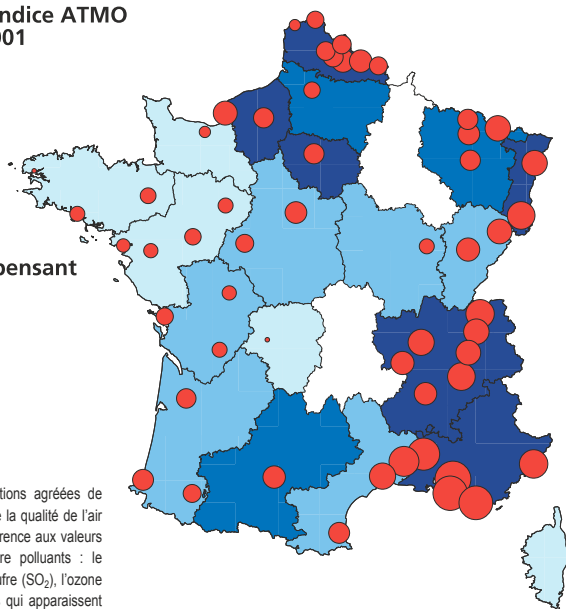 ndice ATMO
001
pensant
tions agréées de
la qualité de l'air
rence aux valeurs
re polluants : le
ufre (SO₂), l'ozone
qui apparaissent